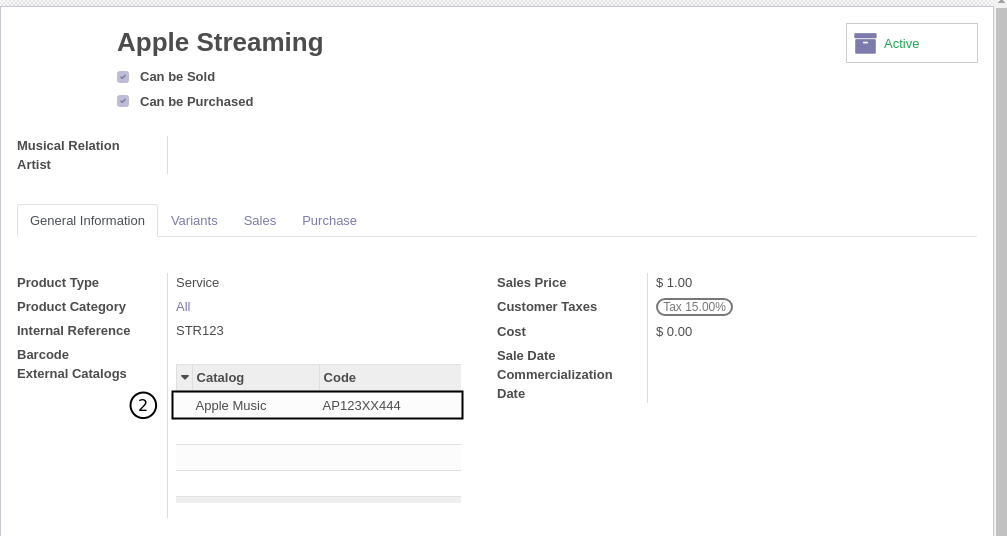 Apple Streaming
Active
Can be Sold
Can be Purchased
Musical Relation
Artist
General Information Variants Sales Purchase
Product Type Service
Product Category All
Internal Reference STR123
Barcode
External Catalogs
Catalog Code
2 Apple Music AP123XX444
Sales Price $ 1.00
Customer Taxes Tax 15.00%
Cost $ 0.00
Sale Date
Commercialization
Date